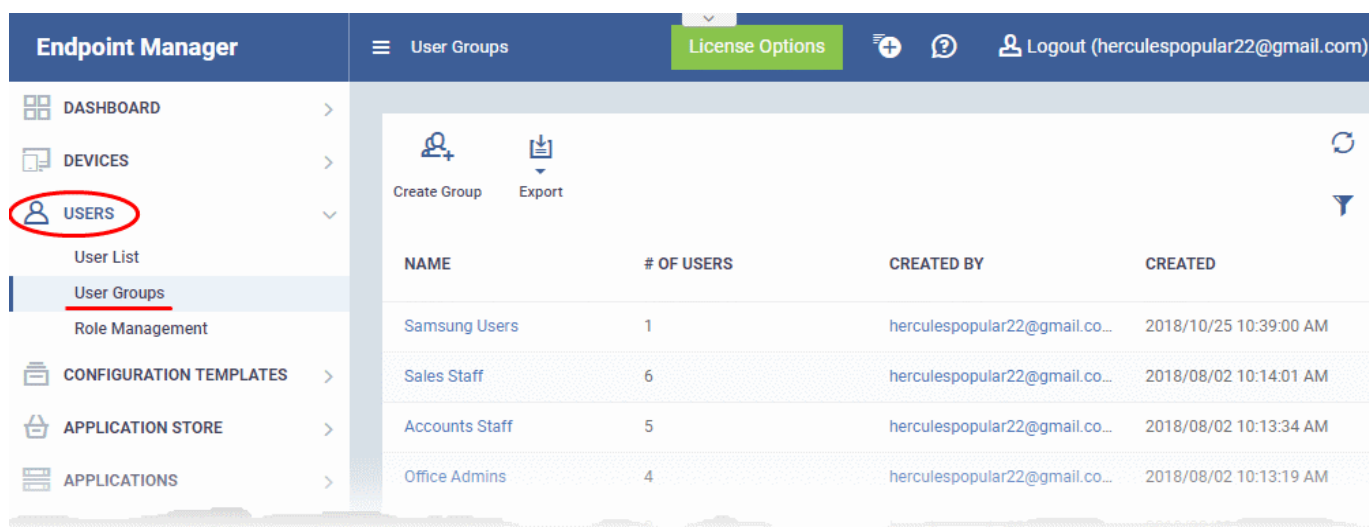 Endpoint Manager
User Groups
License Options
Logout (herculespopular22@gmail.com)
DASHBOARD
DEVICES
USERS
User List
User Groups
Role Management
CONFIGURATION TEMPLATES
APPLICATION STORE
APPLICATIONS
Create Group Export
NAME # OF USERS CREATED BY CREATED
Samsung Users 1 herculespopular22@gmail.co... 2018/10/25 10:39:00 AM
Sales Staff 6 herculespopular22@gmail.co... 2018/08/02 10:14:01 AM
Accounts Staff 5 herculespopular22@gmail.co... 2018/08/02 10:13:34 AM
Office Admins 4 herculespopular22@gmail.co... 2018/08/02 10:13:19 AM